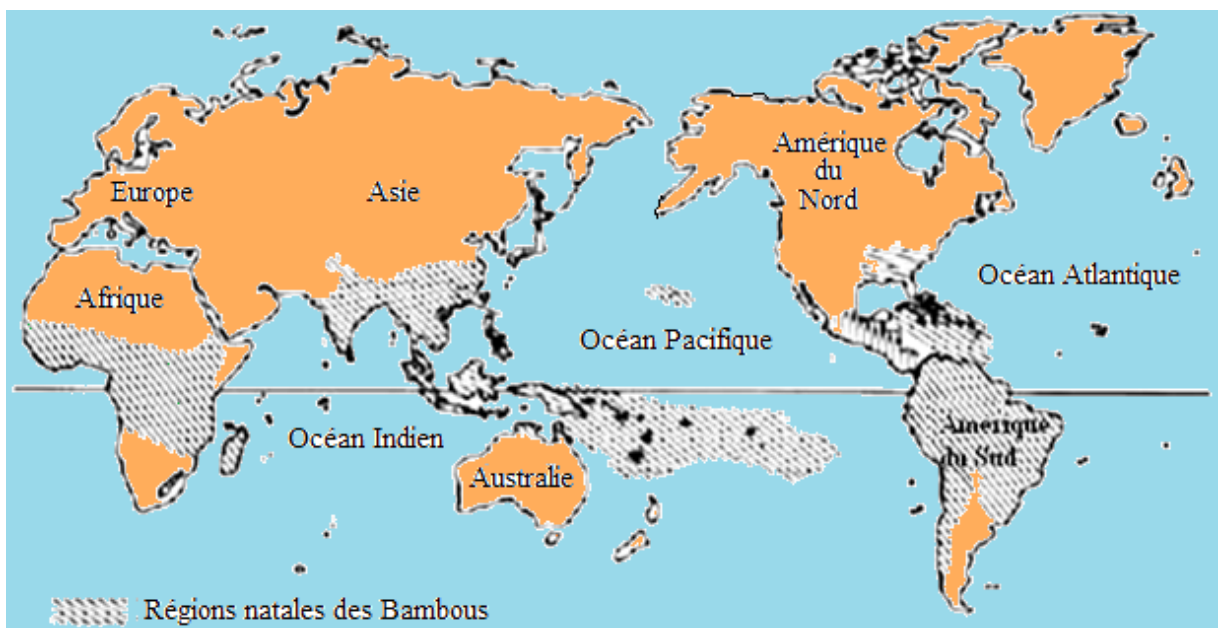 Amérique
du
Nord
Europe
Asie
Océan Atlantique
Afrique
Océan Pacifique
Océan Indien
Amérique
du Sud
Australie
Régions natales des Bambous